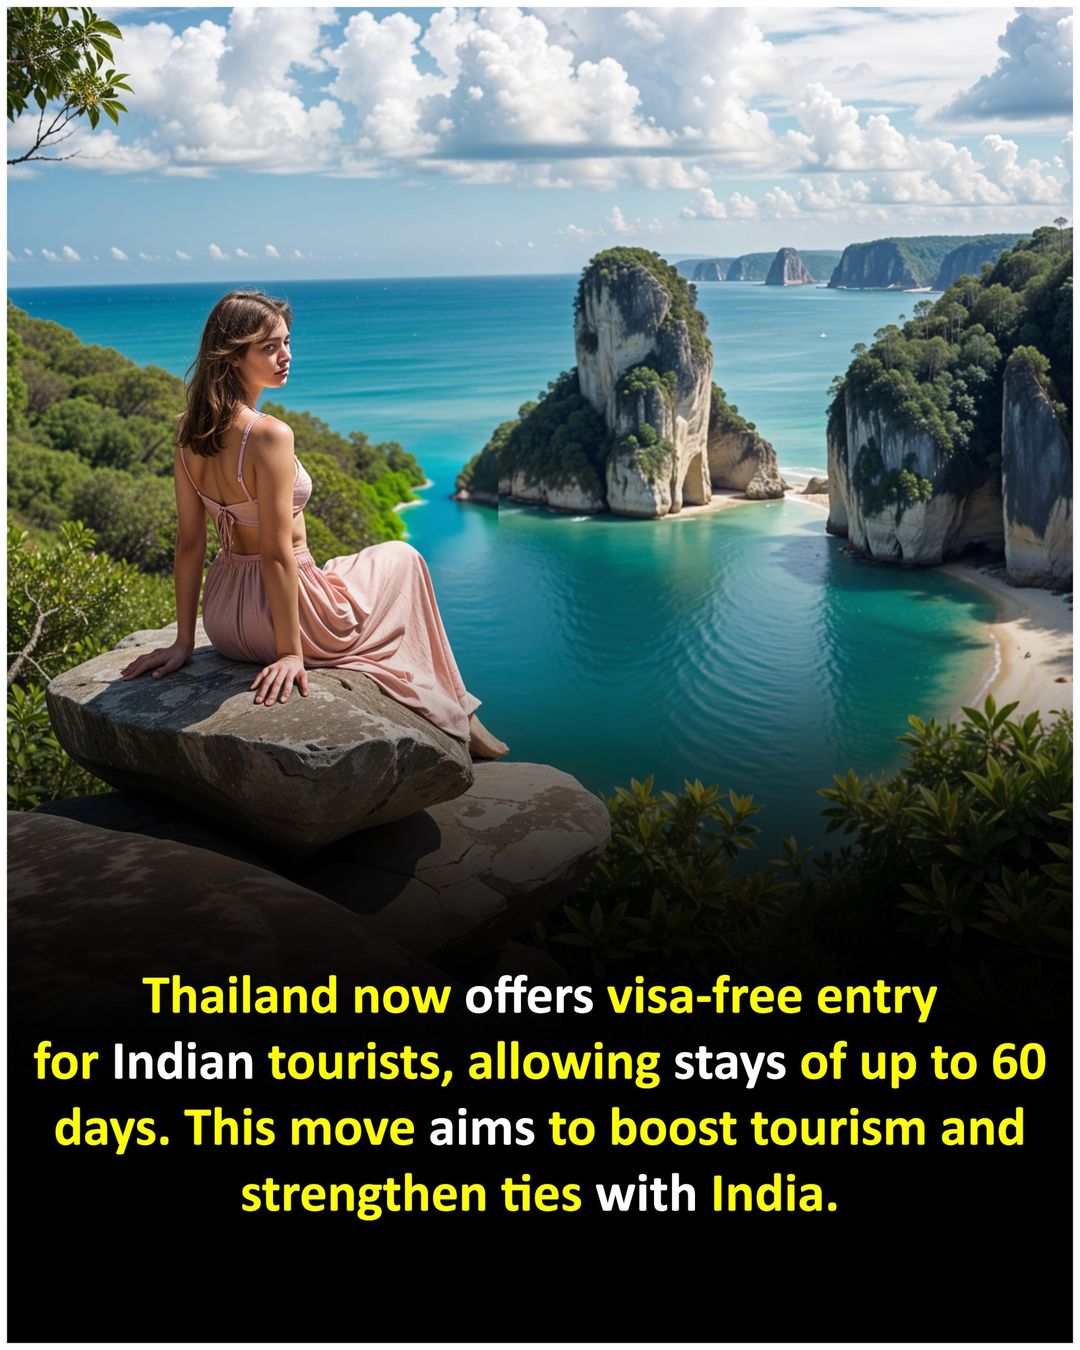 Thailand now offers visa-free entry
for Indian tourists, allowing stays of up to 60
days. This move aims to boost tourism and
strengthen ties with India.